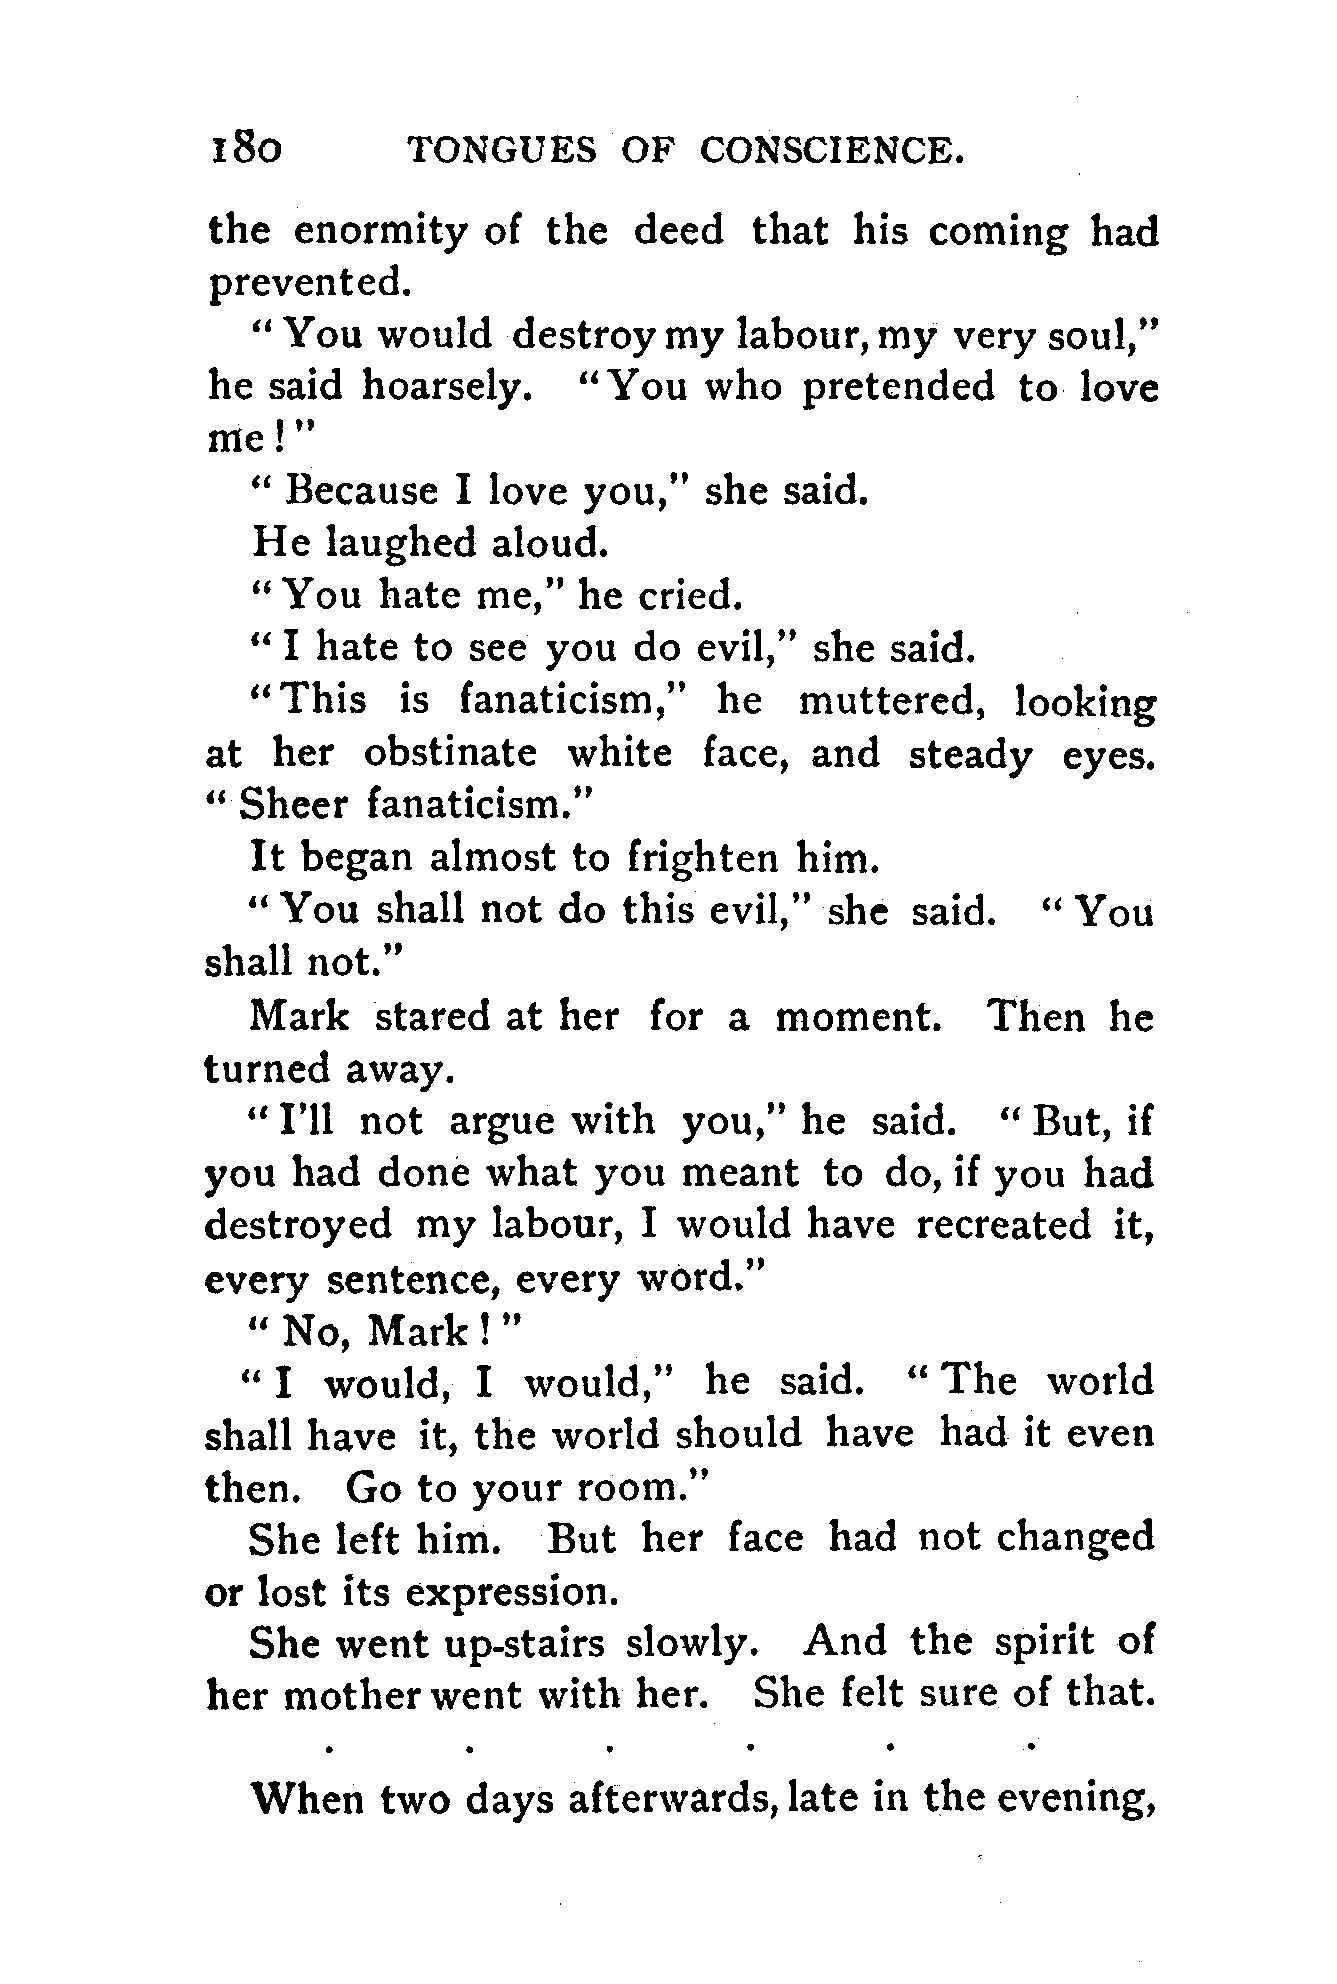 180 TONGUES OF CONSCIENCE.
the enormity of the deed that his coming had
prevented.
“ You would destroy my labour, my very soul,”
he said hoarsely. “ You who pretended to love
me ! ”
“ Because I love you,” she said.
He laughed aloud.
“ You hate me,” he cried.
“ I hate to see you do evil,” she said.
“ This is fanaticism,” he muttered, looking
at her obstinate white face, and steady eyes.
“ Sheer fanaticism.”
It began almost to frighten him.
“ You shall not do this evil,” she said. “ You
shall not.”
Mark stared at her for a moment. Then he
turned away.
“ I’ll not argue with you,” he said. “ But, if
you had done what you meant to do, if you had
destroyed my labour, I would have recreated it,
every sentence, every word.”
“ No, Mark ! ”
“ I would, I would,” he said. “ The world
shall have it, the world should have had it even
then. Go to your room.”
She left him. But her face had not changed
or lost its expression.
She went up-stairs slowly. And the spirit of
her mother went with her. She felt sure of that.
. . . . . .
When two days afterwards, late in the evening,